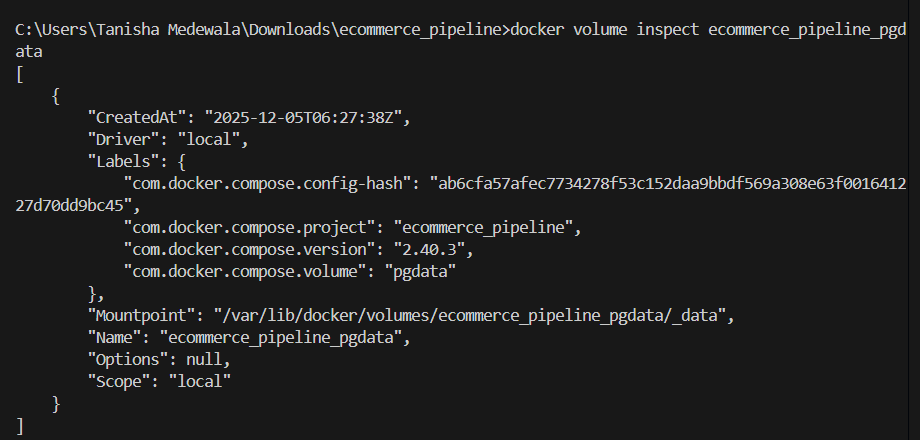 C:\Users\Tanisha Medewala\Downloads\ecommerce_pipeline>docker volume inspect ecommerce_pipeline_pgd
ata
[
    {
        "CreatedAt": "2025-12-05T06:27:38Z",
        "Driver": "local",
        "Labels": {
            "com.docker.compose.config-hash": "ab6cfa57afec7734278f53c152daa9bbdf569a308e63f0016412
27d70dd9bc45",
            "com.docker.compose.project": "ecommerce_pipeline",
            "com.docker.compose.version": "2.40.3",
            "com.docker.compose.volume": "pgdata"
        },
        "Mountpoint": "/var/lib/docker/volumes/ecommerce_pipeline_pgdata/_data",
        "Name": "ecommerce_pipeline_pgdata",
        "Options": null,
        "Scope": "local"
    }
]